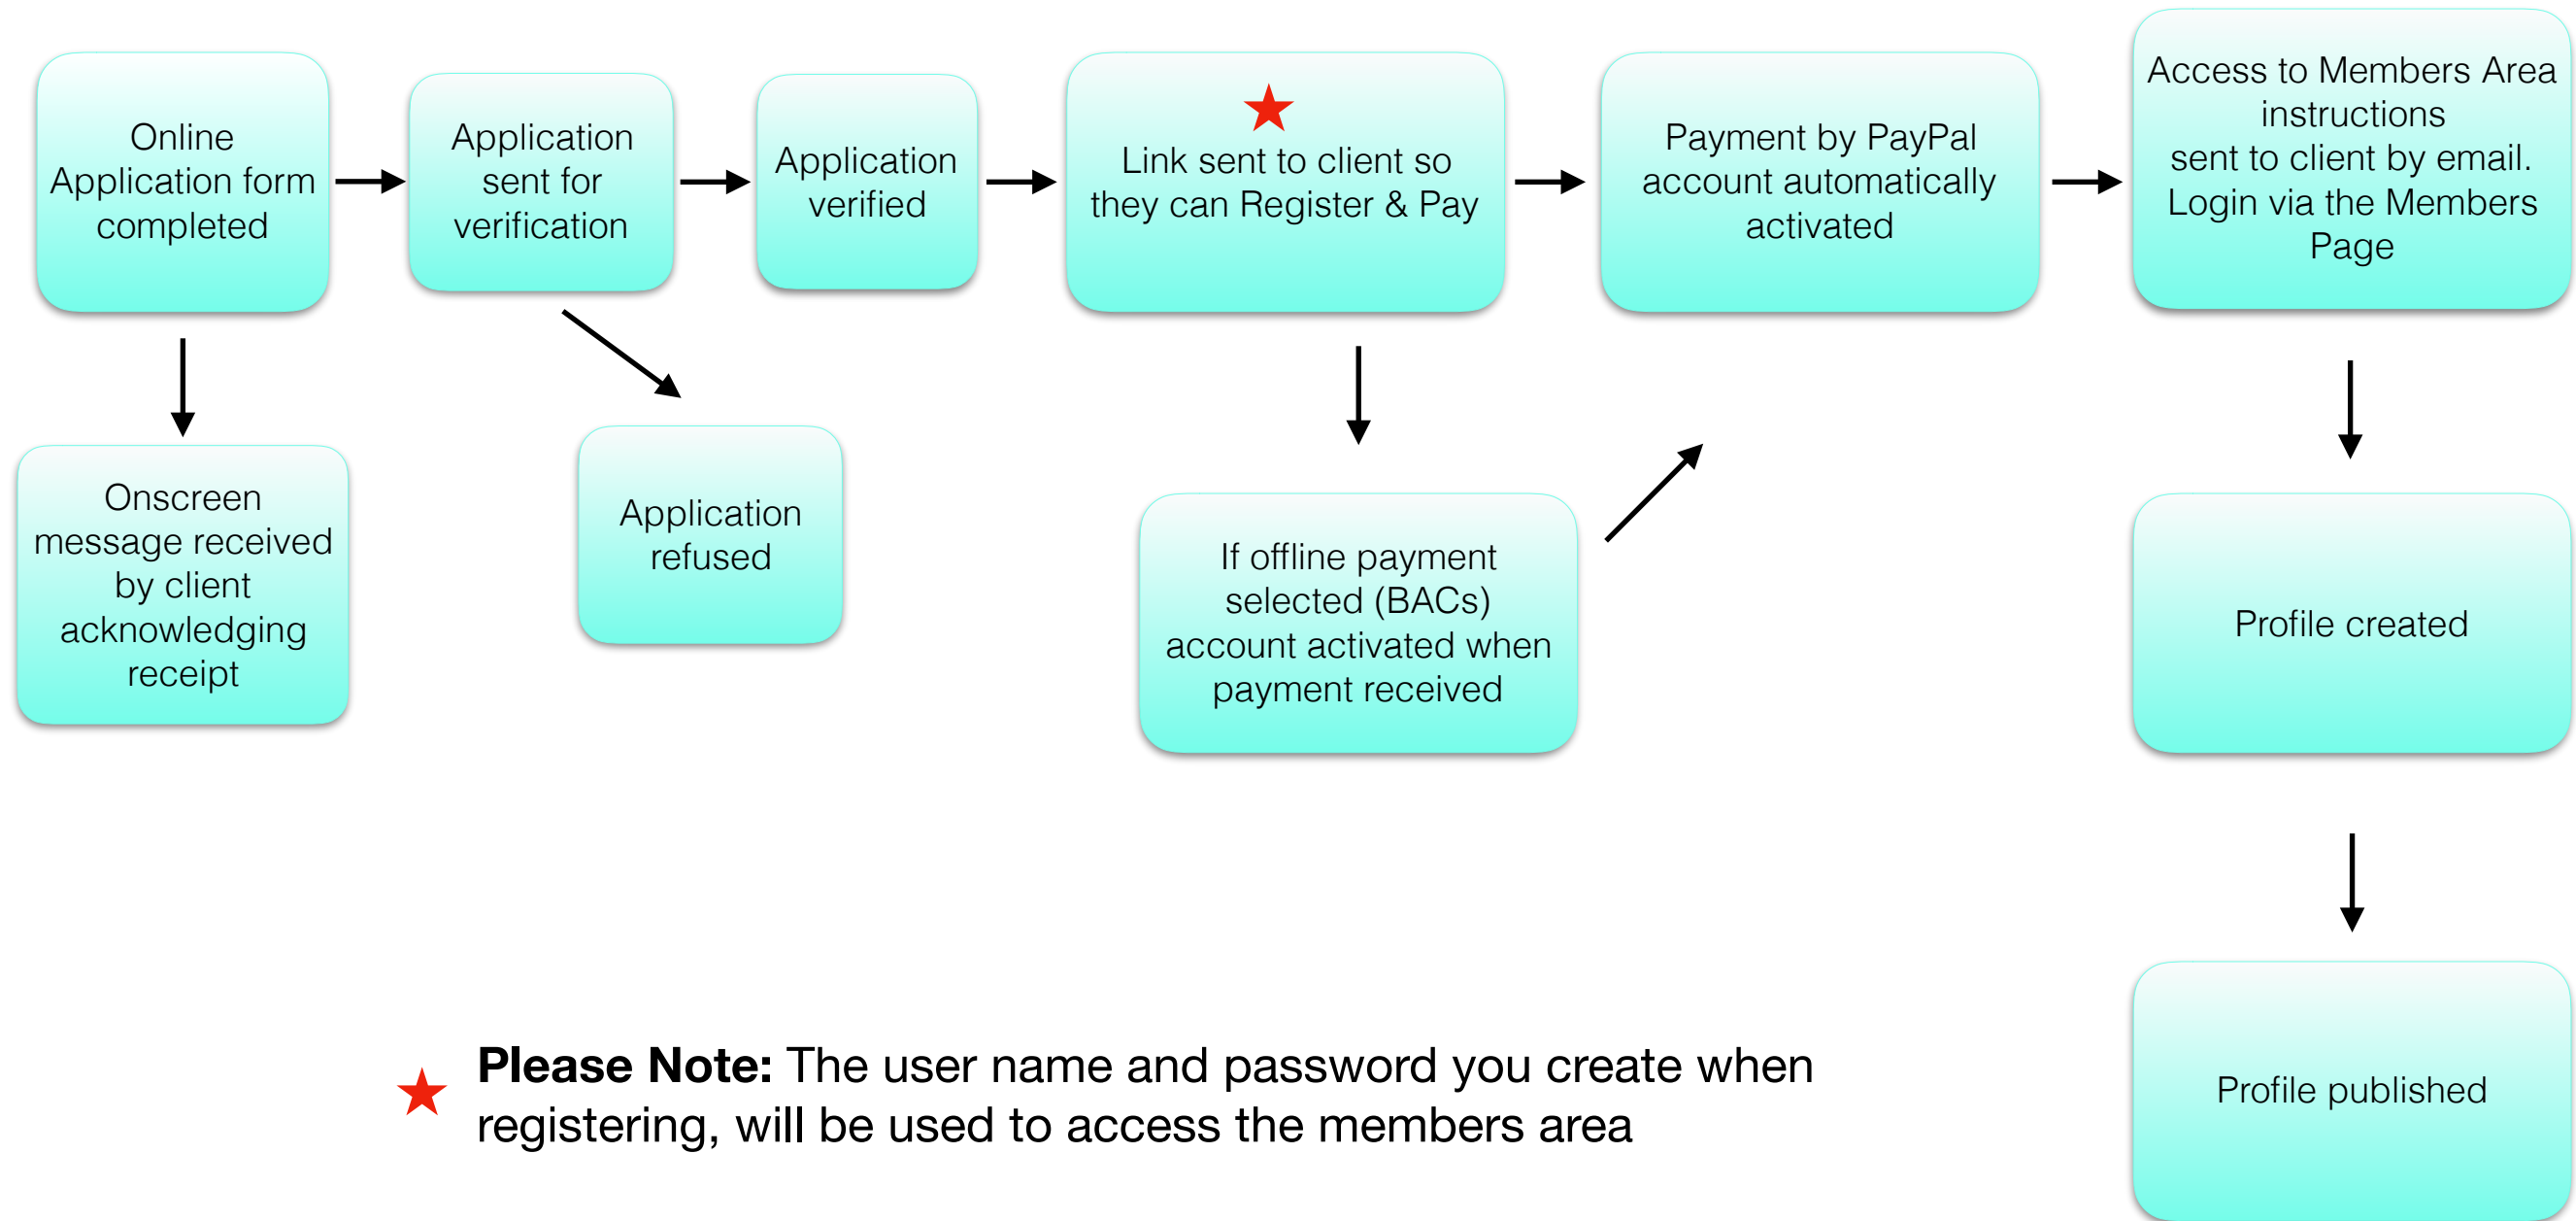 Online
Application form
completed
Application
sent for
verification
Application
verified
Link sent to client so
they can Register & Pay
Payment by PayPal
account automatically
activated
Access to Members Area
instructions
sent to client by email.
Login via the Members
Page
Onscreen
message received
by client
acknowledging
receipt
Application
refused
If offline payment
selected (BACs)
account activated when
payment received
Profile created
Profile published
Please Note: The user name and password you create when
registering, will be used to access the members area